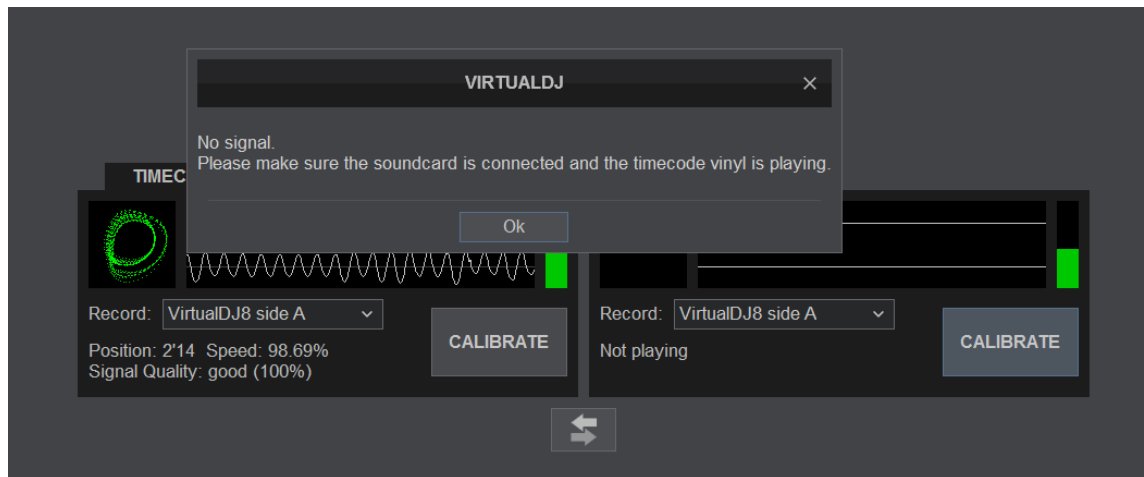 VIRTUALDJ
No signal.
Please make sure the soundcard is connected and the timecode vinyl is playing.
Ok
TIMEC
Record: VirtualDJ8 side A
Position: 2'14 Speed: 98.69%
Signal Quality: good (100%)
CALIBRATE
Record: VirtualDJ8 side A
Not playing
CALIBRATE